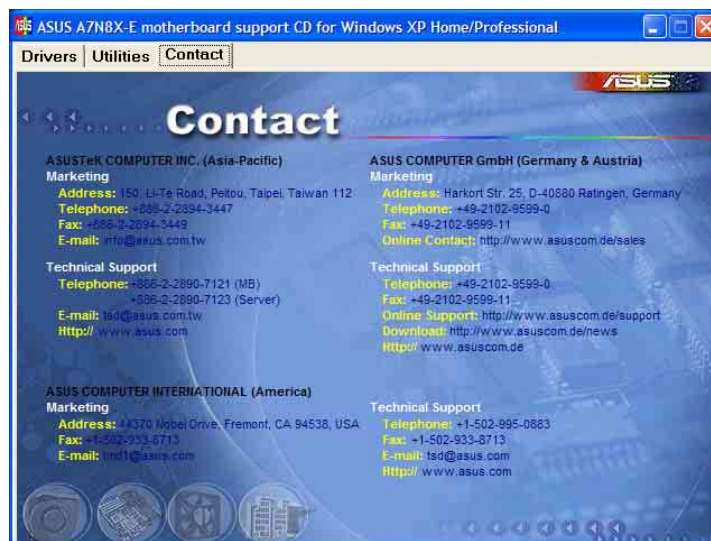 ASUS A7N8X-E motherboard support CD for Windows XP Home/Professional
Drivers Utilities Contact
ASUS
Contact
ASUSTeK COMPUTER INC. (Asia-Pacific)
Marketing
Address: 150, Li-Te Road, Peitou, Taipei, Taiwan 112
Telephone: +886-2-2894-3447
Fax: +886-2-2894-3449
E-mail: info@asus.com.tw
Technical Support
Telephone: +886-2-2890-7121 (MB)
+886-2-2890-7123 (Server)
E-mail: tsd@asus.com.tw
Http:// www.asus.com
ASUS COMPUTER GmbH (Germany & Austria)
Marketing
Address: Harkort Str. 25, D-40880 Ratingen, Germany
Telephone: +49-2102-9599-0
Fax: +49-2102-9599-11
Online Contact: http://www.asuscom.de/sales
Technical Support
Telephone: +49-2102-9599-0
Fax: +49-2102-9599-11
Online Support: http://www.asuscom.de/support
Download: http://www.asuscom.de/news
Http:// www.asuscom.de
ASUS COMPUTER INTERNATIONAL (America)
Marketing
Address: 44370 Nobel Drive, Fremont, CA 94538, USA
Fax: +1-502-933-8713
E-mail: tmd1@asus.com
Technical Support
Telephone: +1-502-995-0883
Fax: +1-502-933-8713
E-mail: tsd@asus.com
Http:// www.asus.com